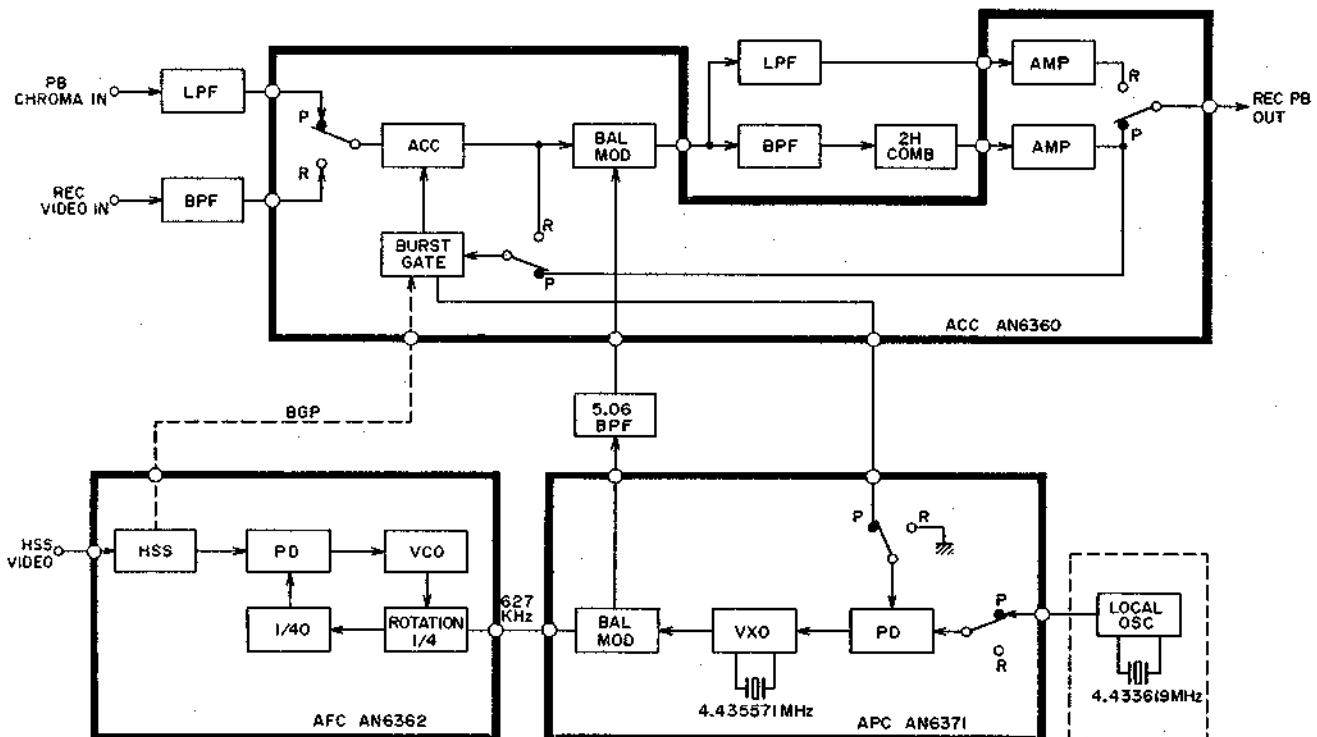 PB
CHROMA IN
LPF
P
R
REC
VIDEO IN
BPF
ACC
BAL
MOD
LPF
BPF
2H
COMB
AMP
R
AMP
P
REC PB
OUT
BURST
GATE
R
P
ACC AN6360
BGP
5.06
BPF
HSS
VIDEO
HSS
PD
VCO
1/40
ROTATION
1/4
AFC AN6362
627
KHz
BAL
MOD
VXO
4.435571MHz
PD
P
R
P
R
APC AN6371
LOCAL
OSC
4.433619MHz